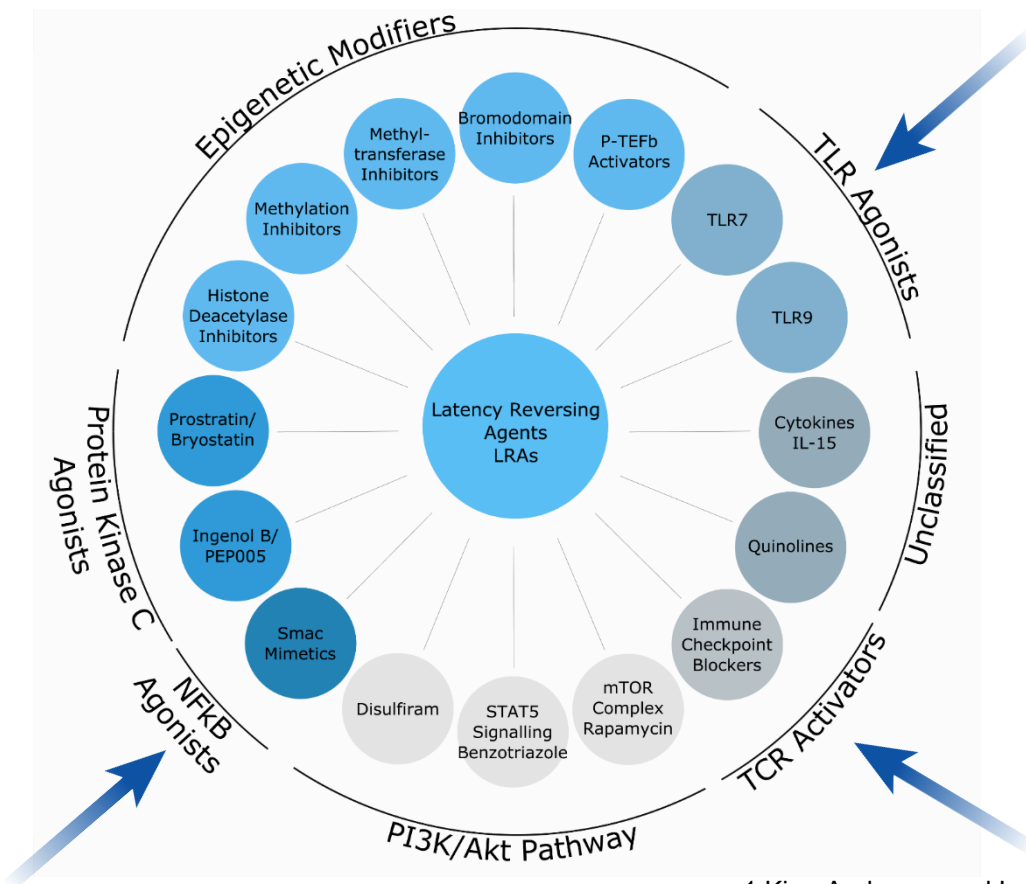 Epigenetic Modifiers
TLR Agonists
Unclassified
TCR Activators
PI3K/Akt Pathway
NFkB
Agonists
Protein Kinase C
Agonists
Bromodomain
Inhibitors
P-TEFb
Activators
TLR7
TLR9
Cytokines
IL-15
Quinolines
Immune
Checkpoint
Blockers
mTOR
Complex
Rapamycin
STAT5
Signalling
Benzotriazole
Disulfiram
Smac
Mimetics
Ingenol B/
PEP005
Prostratin/
Bryostatin
Histone
Deacetylase
Inhibitors
Methylation
Inhibitors
Methyl-
transferase
Inhibitors
Latency Reversing
Agents
LRAs